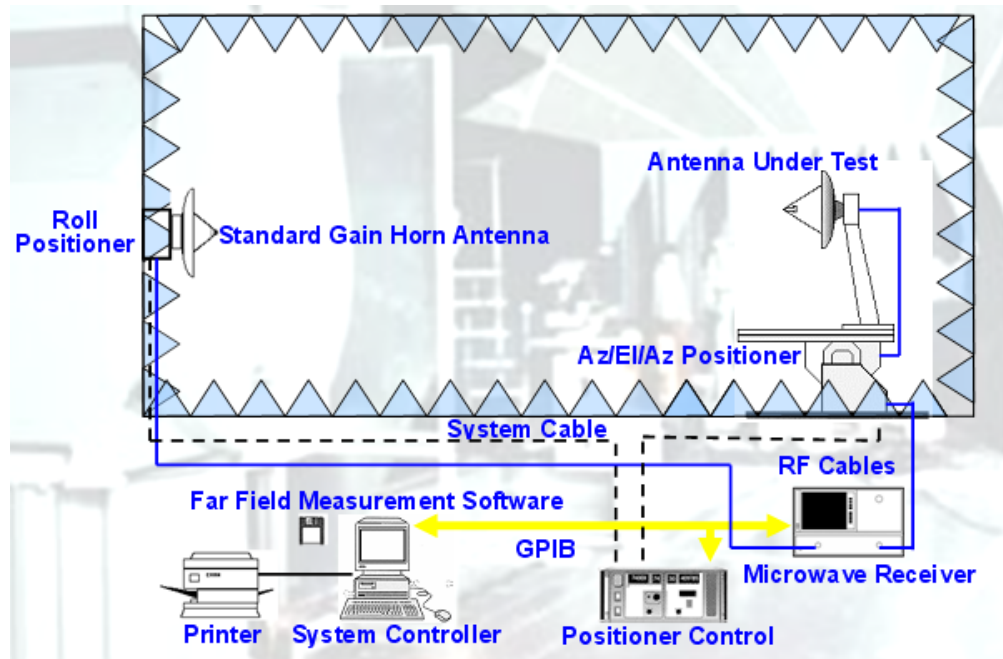 Antenna Under Test
Roll
Positioner
Standard Gain Horn Antenna
Az/El/Az Positioner
System Cable
RF Cables
Far Field Measurement Software
GPIB
Microwave Receiver
Printer
System Controller
Positioner Control